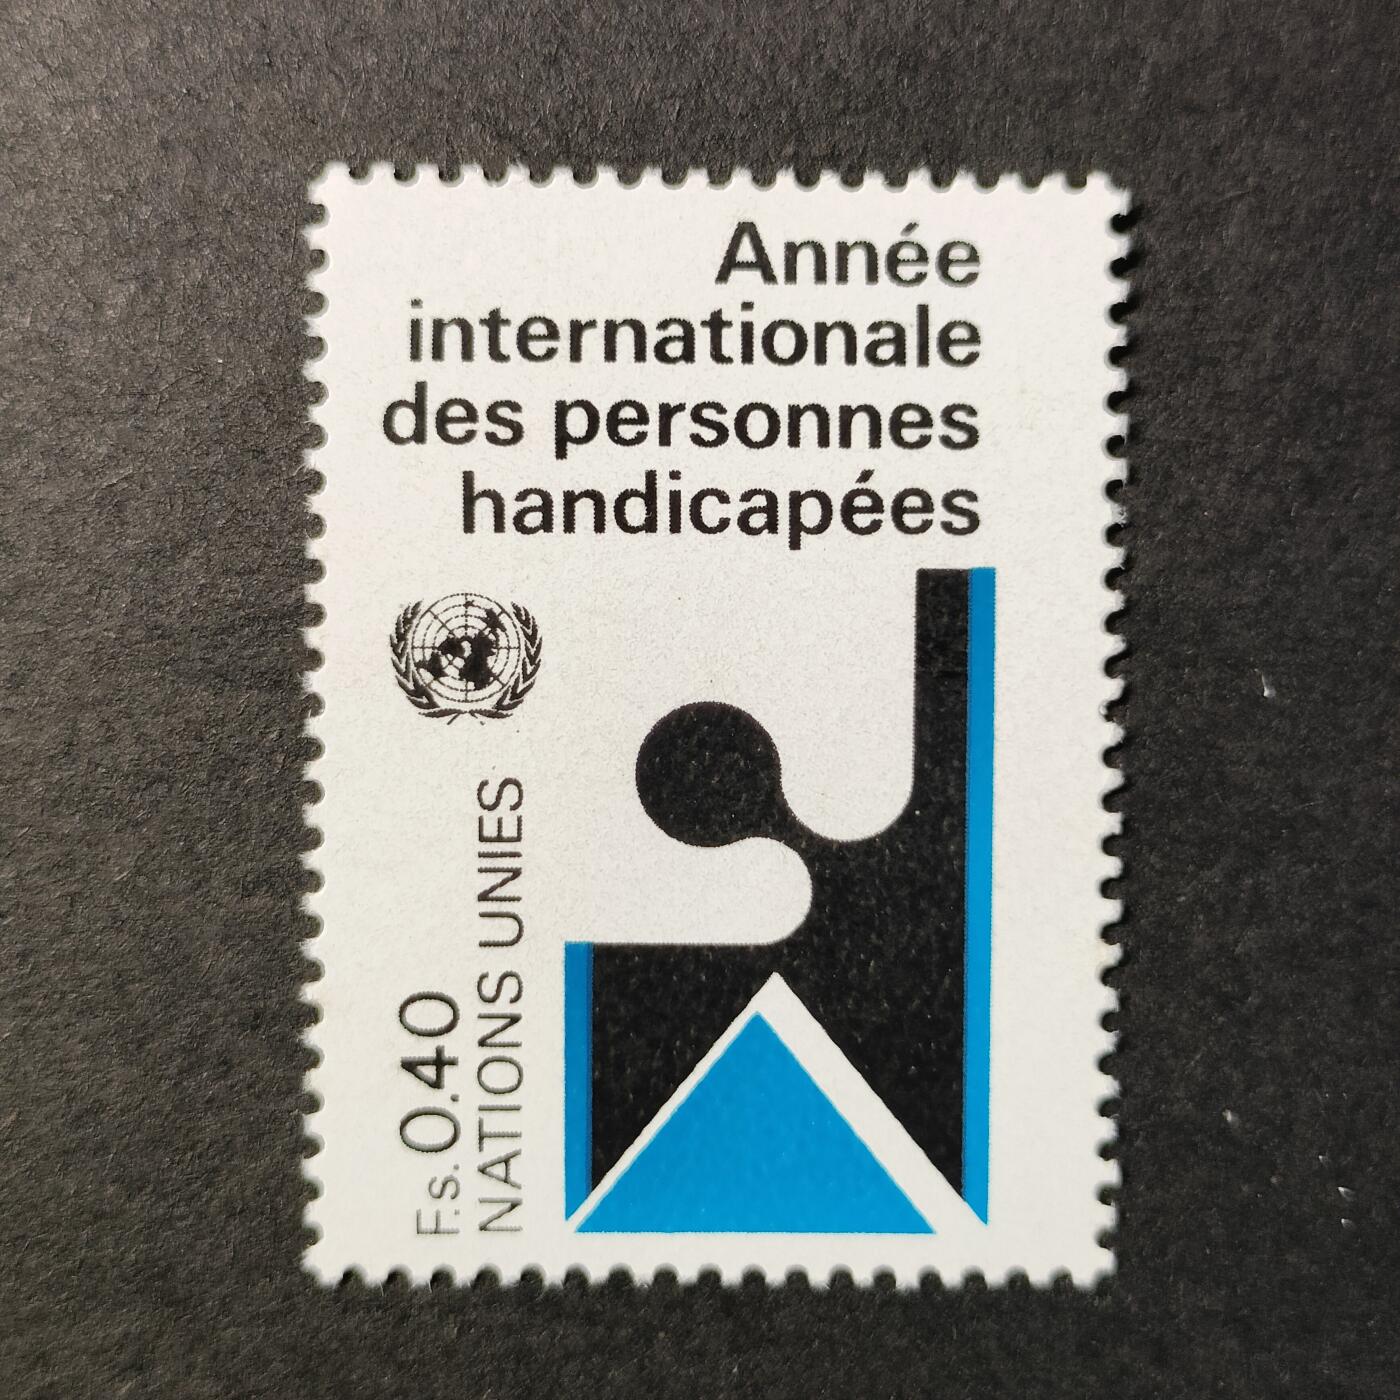 Année
internationale
des personnes
handicapées
F.s. 0.40
NATIONS UNIES